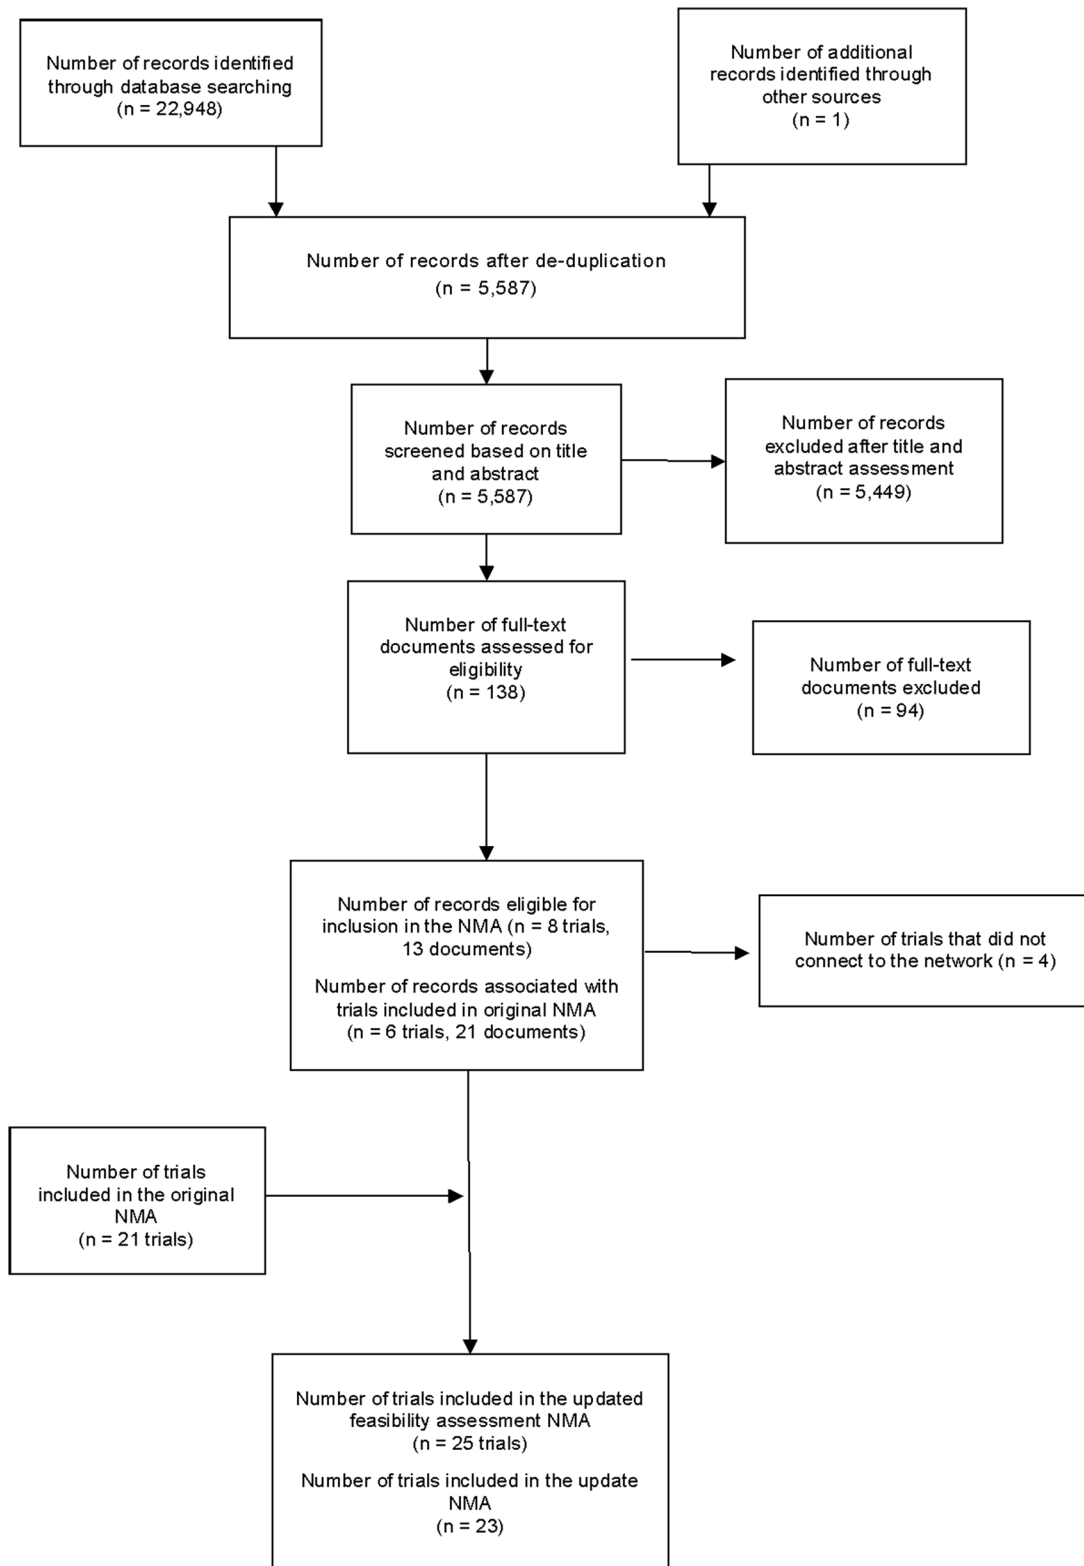 Number of records identified
through database searching
(n = 22,948)
Number of additional
records identified through
other sources
(n = 1)
Number of records after de-duplication
(n = 5,587)
Number of records
screened based on title
and abstract
(n = 5,587)
Number of records
excluded after title and
abstract assessment
(n = 5,449)
Number of full-text
documents assessed for
eligibility
(n = 138)
Number of full-text
documents excluded
(n = 94)
Number of records eligible for
inclusion in the NMA (n = 8 trials,
13 documents)
Number of records associated with
trials included in original NMA
(n = 6 trials, 21 documents)
Number of trials that did not
connect to the network (n = 4)
Number of trials
included in the original
NMA
(n = 21 trials)
Number of trials included in the updated
feasibility assessment NMA
(n = 25 trials)
Number of trials included in the update
NMA
(n = 23)